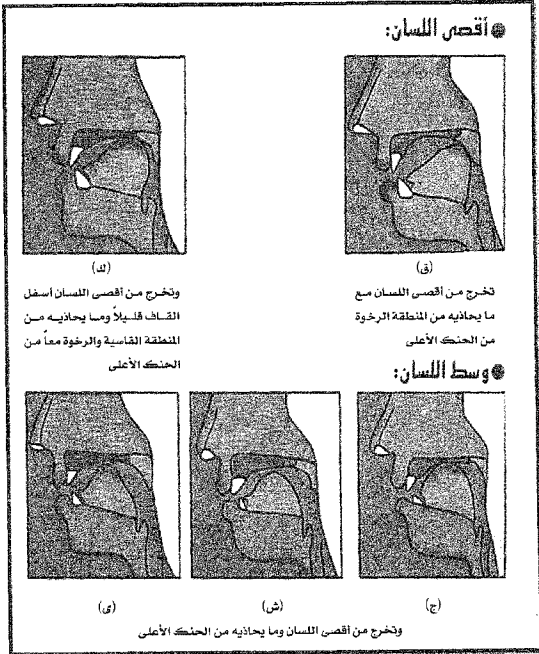 أقصى اللسان:
(ق)
تخرج من أقصى اللسان مع
ما يحاذيه من المنطقة الرخوة
من الحنك الأعلى
(ك)
وتخرج من أقصى اللسان أسفل
القاف قليلاً وما يحاذيه من
المنطقة القاسية والرخوة معاً من
الحنك الأعلى
وسط اللسان:
(ج)
(ش)
(ى)
وتخرج من أقصى اللسان وما يحاذيه من الحنك الأعلى